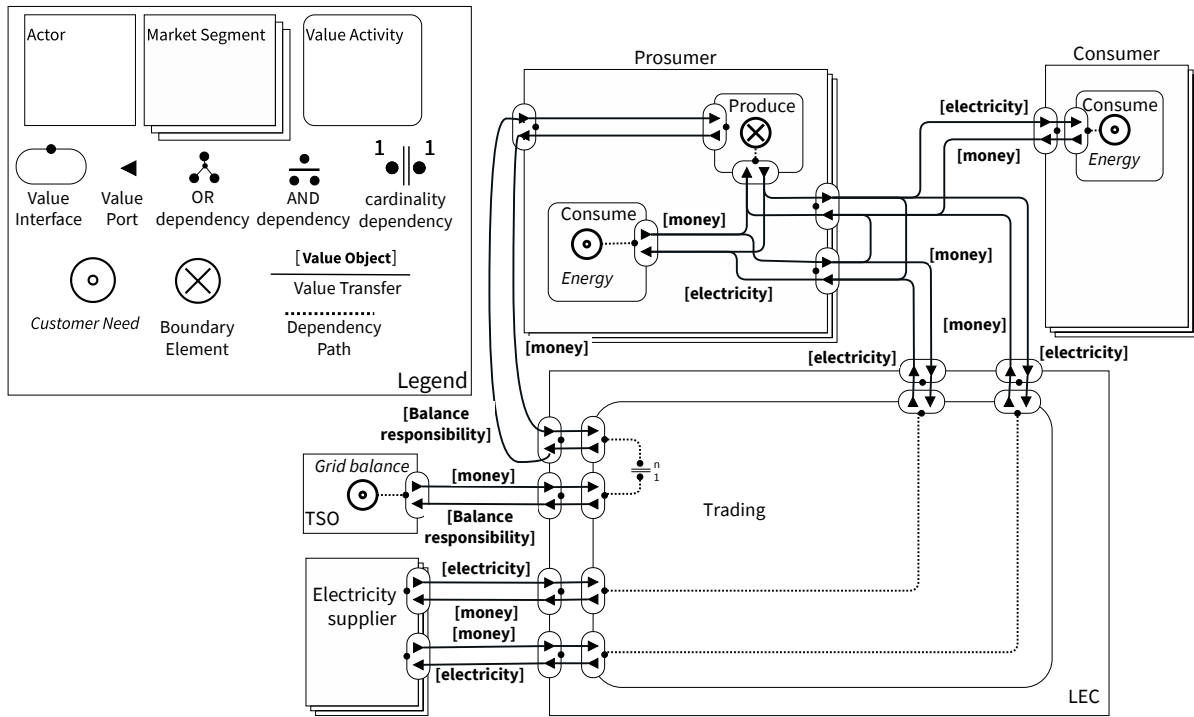 Actor
Market Segment
Value Activity
1
1
Value
Interface
Value
Port
OR
dependency
AND
dependency
cardinality
dependency
[Value Object]
Value Transfer
Customer Need
Boundary
Element
Dependency
Path
Legend
Prosumer
Produce
Consume
Energy
[money]
[electricity]
Consumer
Consume
Energy
[electricity]
[money]
[money]
[money]
[electricity]
[electricity]
[money]
[Balance
responsibility]
Grid balance
TSO
[money]
[Balance
responsibility]
n
1
Trading
Electricity
supplier
[electricity]
[money]
[money]
[electricity]
LEC